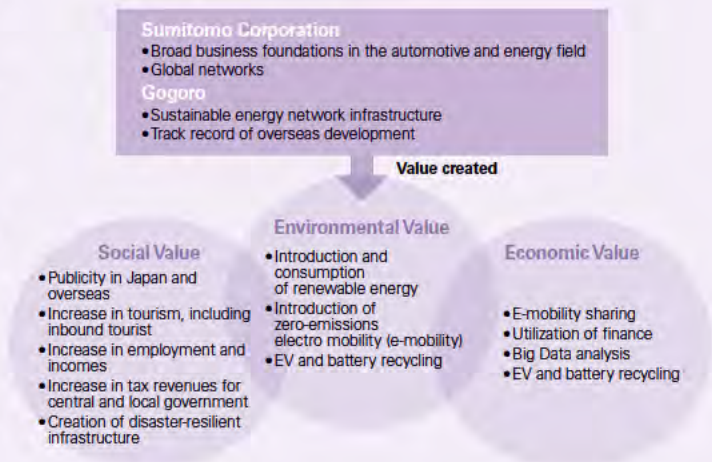 Sumitomo Corporation
•Broad business foundations in the automotive and energy field
•Global networks
Gogoro
•Sustainable energy network infrastructure
•Track record of overseas development
Value created
Social Value
•Publicity in Japan and
overseas
•Increase in tourism, including
inbound tourist
•Increase in employment and
incomes
•Increase in tax revenues for
central and local government
•Creation of disaster-resilient
infrastructure
Environmental Value
•Introduction and
consumption
of renewable energy
•Introduction of
zero-emissions
electro mobility (e-mobility)
•EV and battery recycling
Economic Value
•E-mobility sharing
•Utilization of finance
•Big Data analysis
•EV and battery recycling